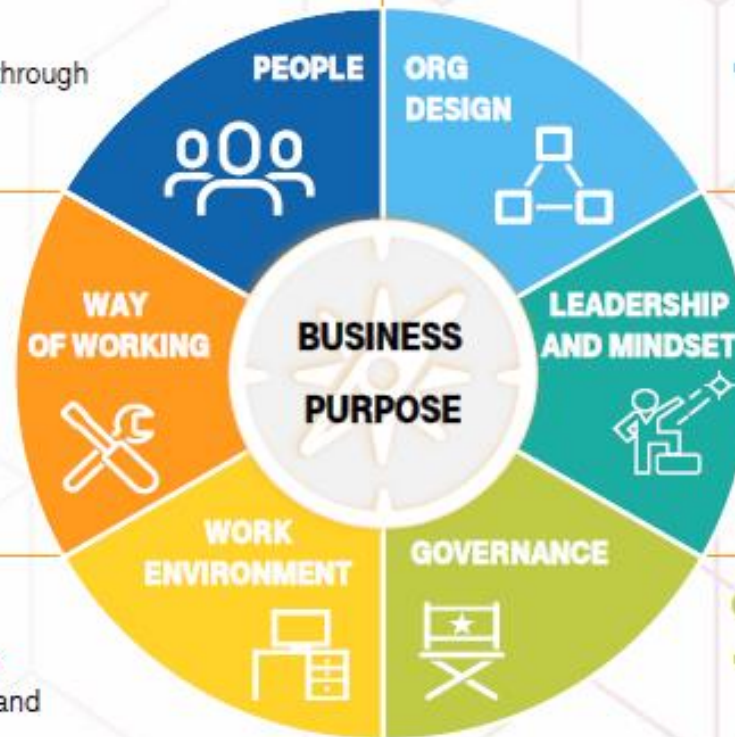 through
PEOPLE
ORG
DESIGN
WAY
OF WORKING
BUSINESS
PURPOSE
LEADERSHIP
AND MINDSET
WORK
ENVIRONMENT
GOVERNANCE
and